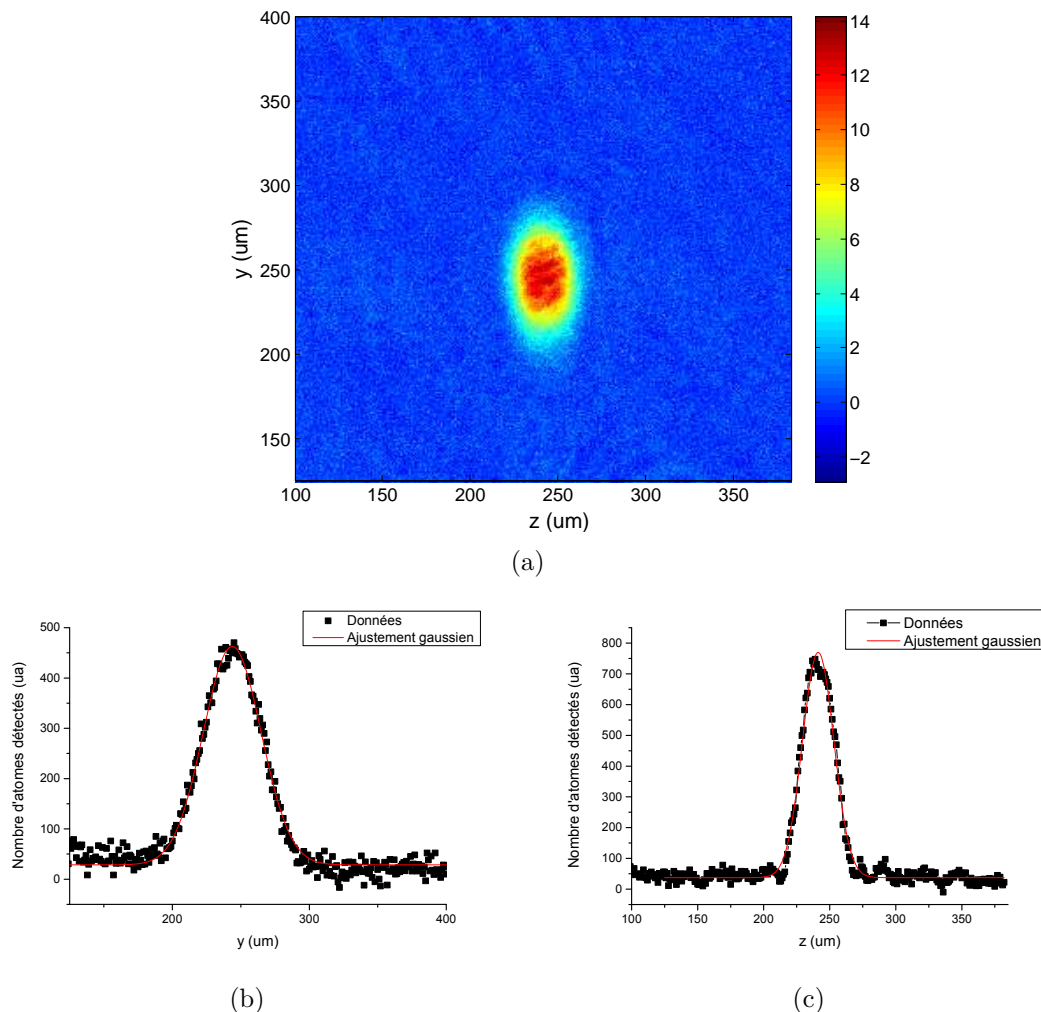 400
350
300
250
200
150
y (um)
100 150 200 250 300 350
z (um)
14
12
10
8
6
4
2
0
−2
(a)
Données
Ajustement gaussien
500
400
300
200
100
0
Nombre d'atomes détectés (ua)
200 300 400
y (um)
(b)
Données
Ajustement gaussien
800
700
600
500
400
300
200
100
0
Nombre d'atomes détectés (ua)
100 150 200 250 300 350
z (um)
(c)